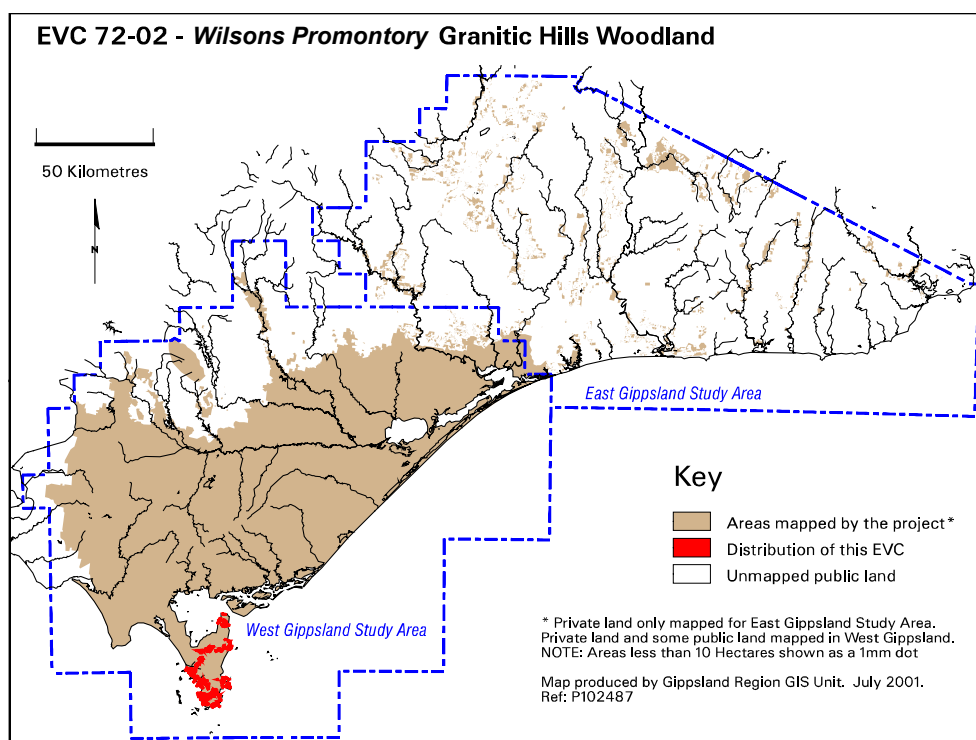 EVC 72-02 - Wilsons Promontory Granitic Hills Woodland
50 Kilometres
N
East Gippsland Study Area
Key
Areas mapped by the project*
Distribution of this EVC
Unmapped public land
West Gippsland Study Area
* Private land only mapped for East Gippsland Study Area.
Private land and some public land mapped in West Gippsland.
NOTE: Areas less than 10 Hectares shown as a 1mm dot
Map produced by Gippsland Region GIS Unit. July 2001.
Ref: P102487